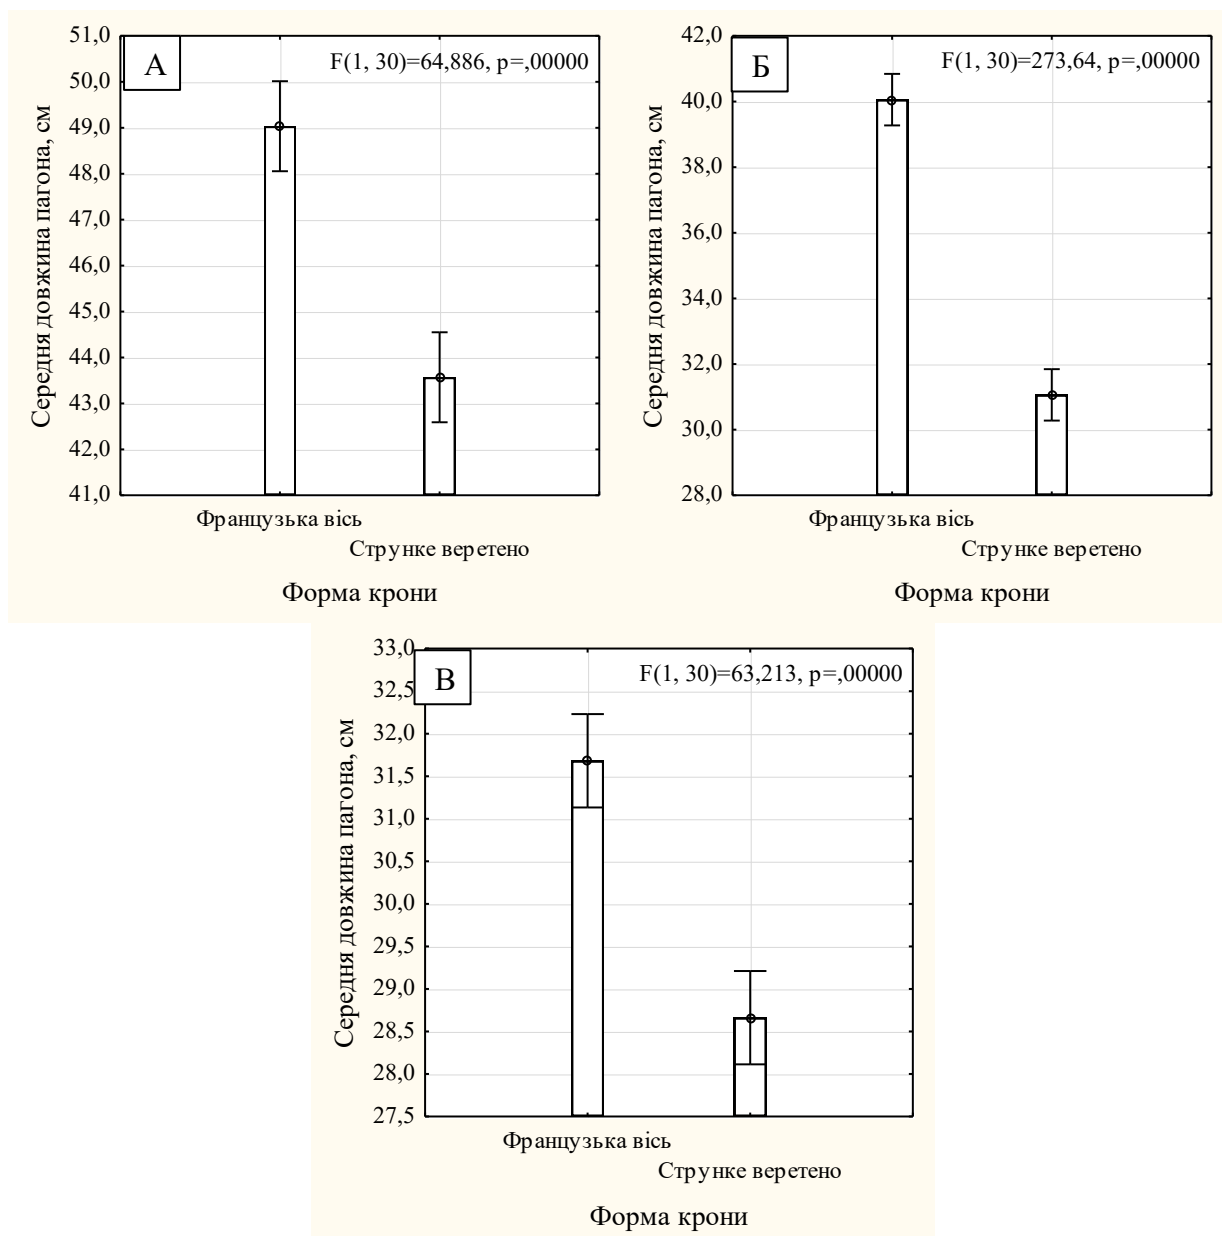 А
F(1, 30)=64,886, p=,00000
Середня довжина пагона, см
51,0
50,0
49,0
48,0
47,0
46,0
45,0
44,0
43,0
42,0
41,0
Французька вісь
Струнке веретено
Форма крони
Б
F(1, 30)=273,64, p=,00000
Середня довжина пагона, см
42,0
40,0
38,0
36,0
34,0
32,0
30,0
28,0
Французька вісь
Струнке веретено
Форма крони
В
F(1, 30)=63,213, p=,00000
Середня довжина пагона, см
33,0
32,5
32,0
31,5
31,0
30,5
30,0
29,5
29,0
28,5
28,0
27,5
Французька вісь
Струнке веретено
Форма крони